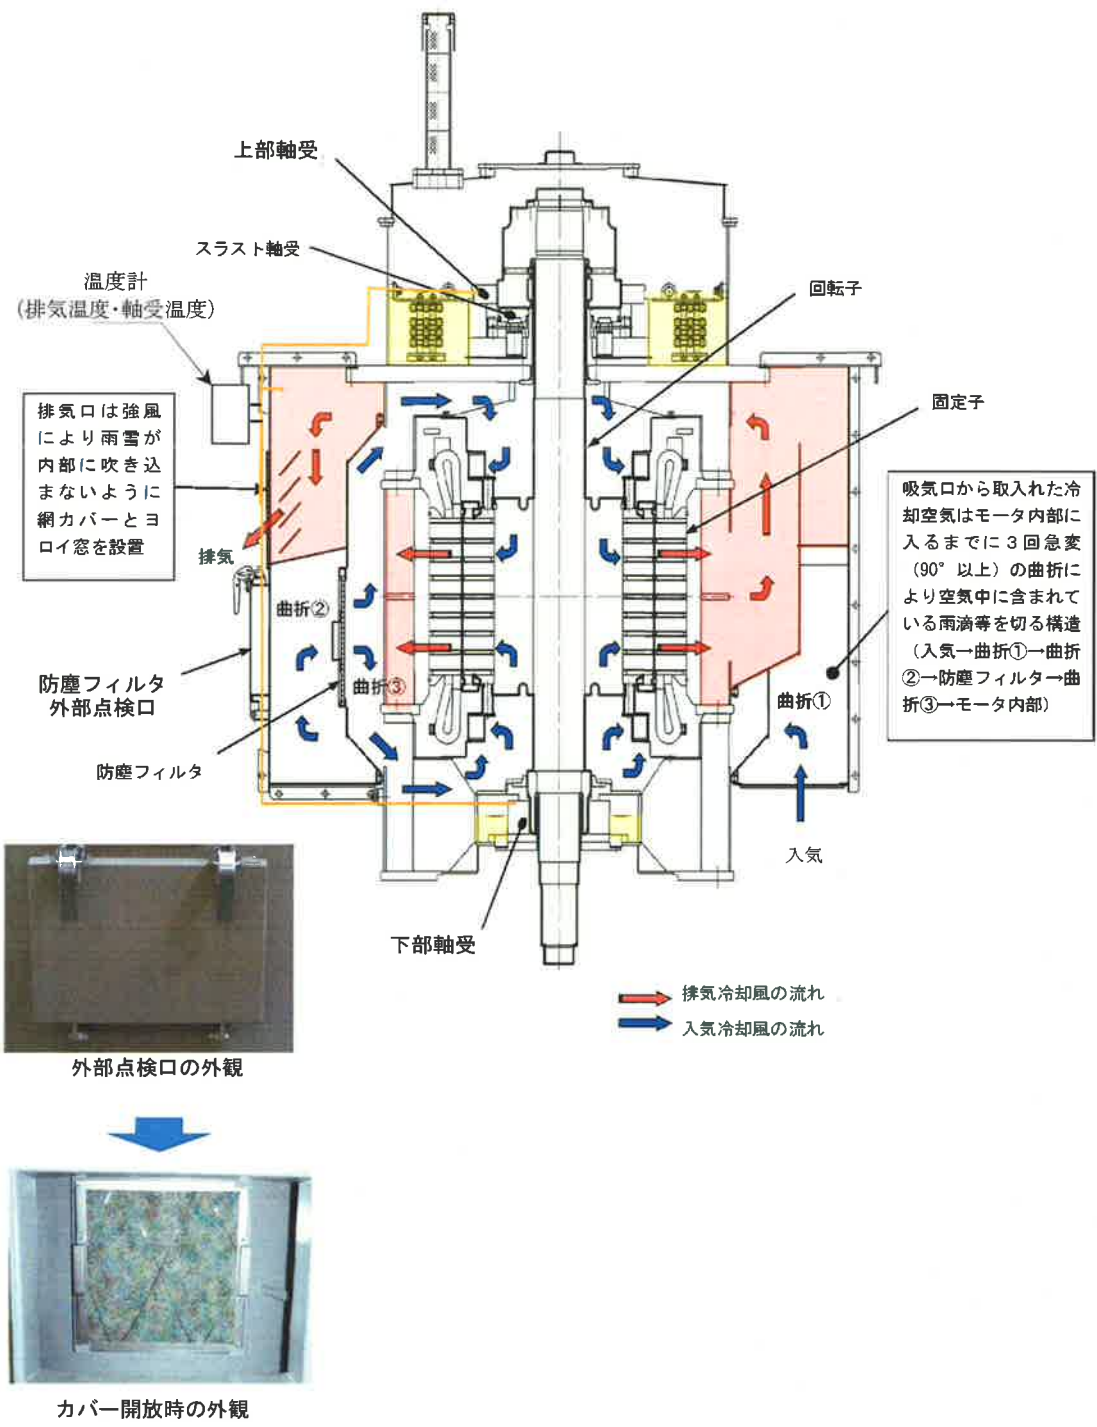 上部軸受
スラスト軸受
温度計
(排気温度・軸受温度)
回転子
排気口は強風
により雨雪が
内部に吹き込
まないように
網カバーとヨ
ロイ窓を設置
固定子
吸気口から取入れた冷
却空気はモータ内部に
入るまでに３回急変
（90°以上）の曲折に
より空気中に含まれて
いる雨滴等を切る構造
（入気→曲折①→曲折
②→防塵フィルタ→曲
折③→モータ内部）
排気
曲折②
防塵フィルタ
外部点検口
曲折③
曲折①
防塵フィルタ
入気
下部軸受
排気冷却風の流れ
入気冷却風の流れ
外部点検口の外観
カバー開放時の外観